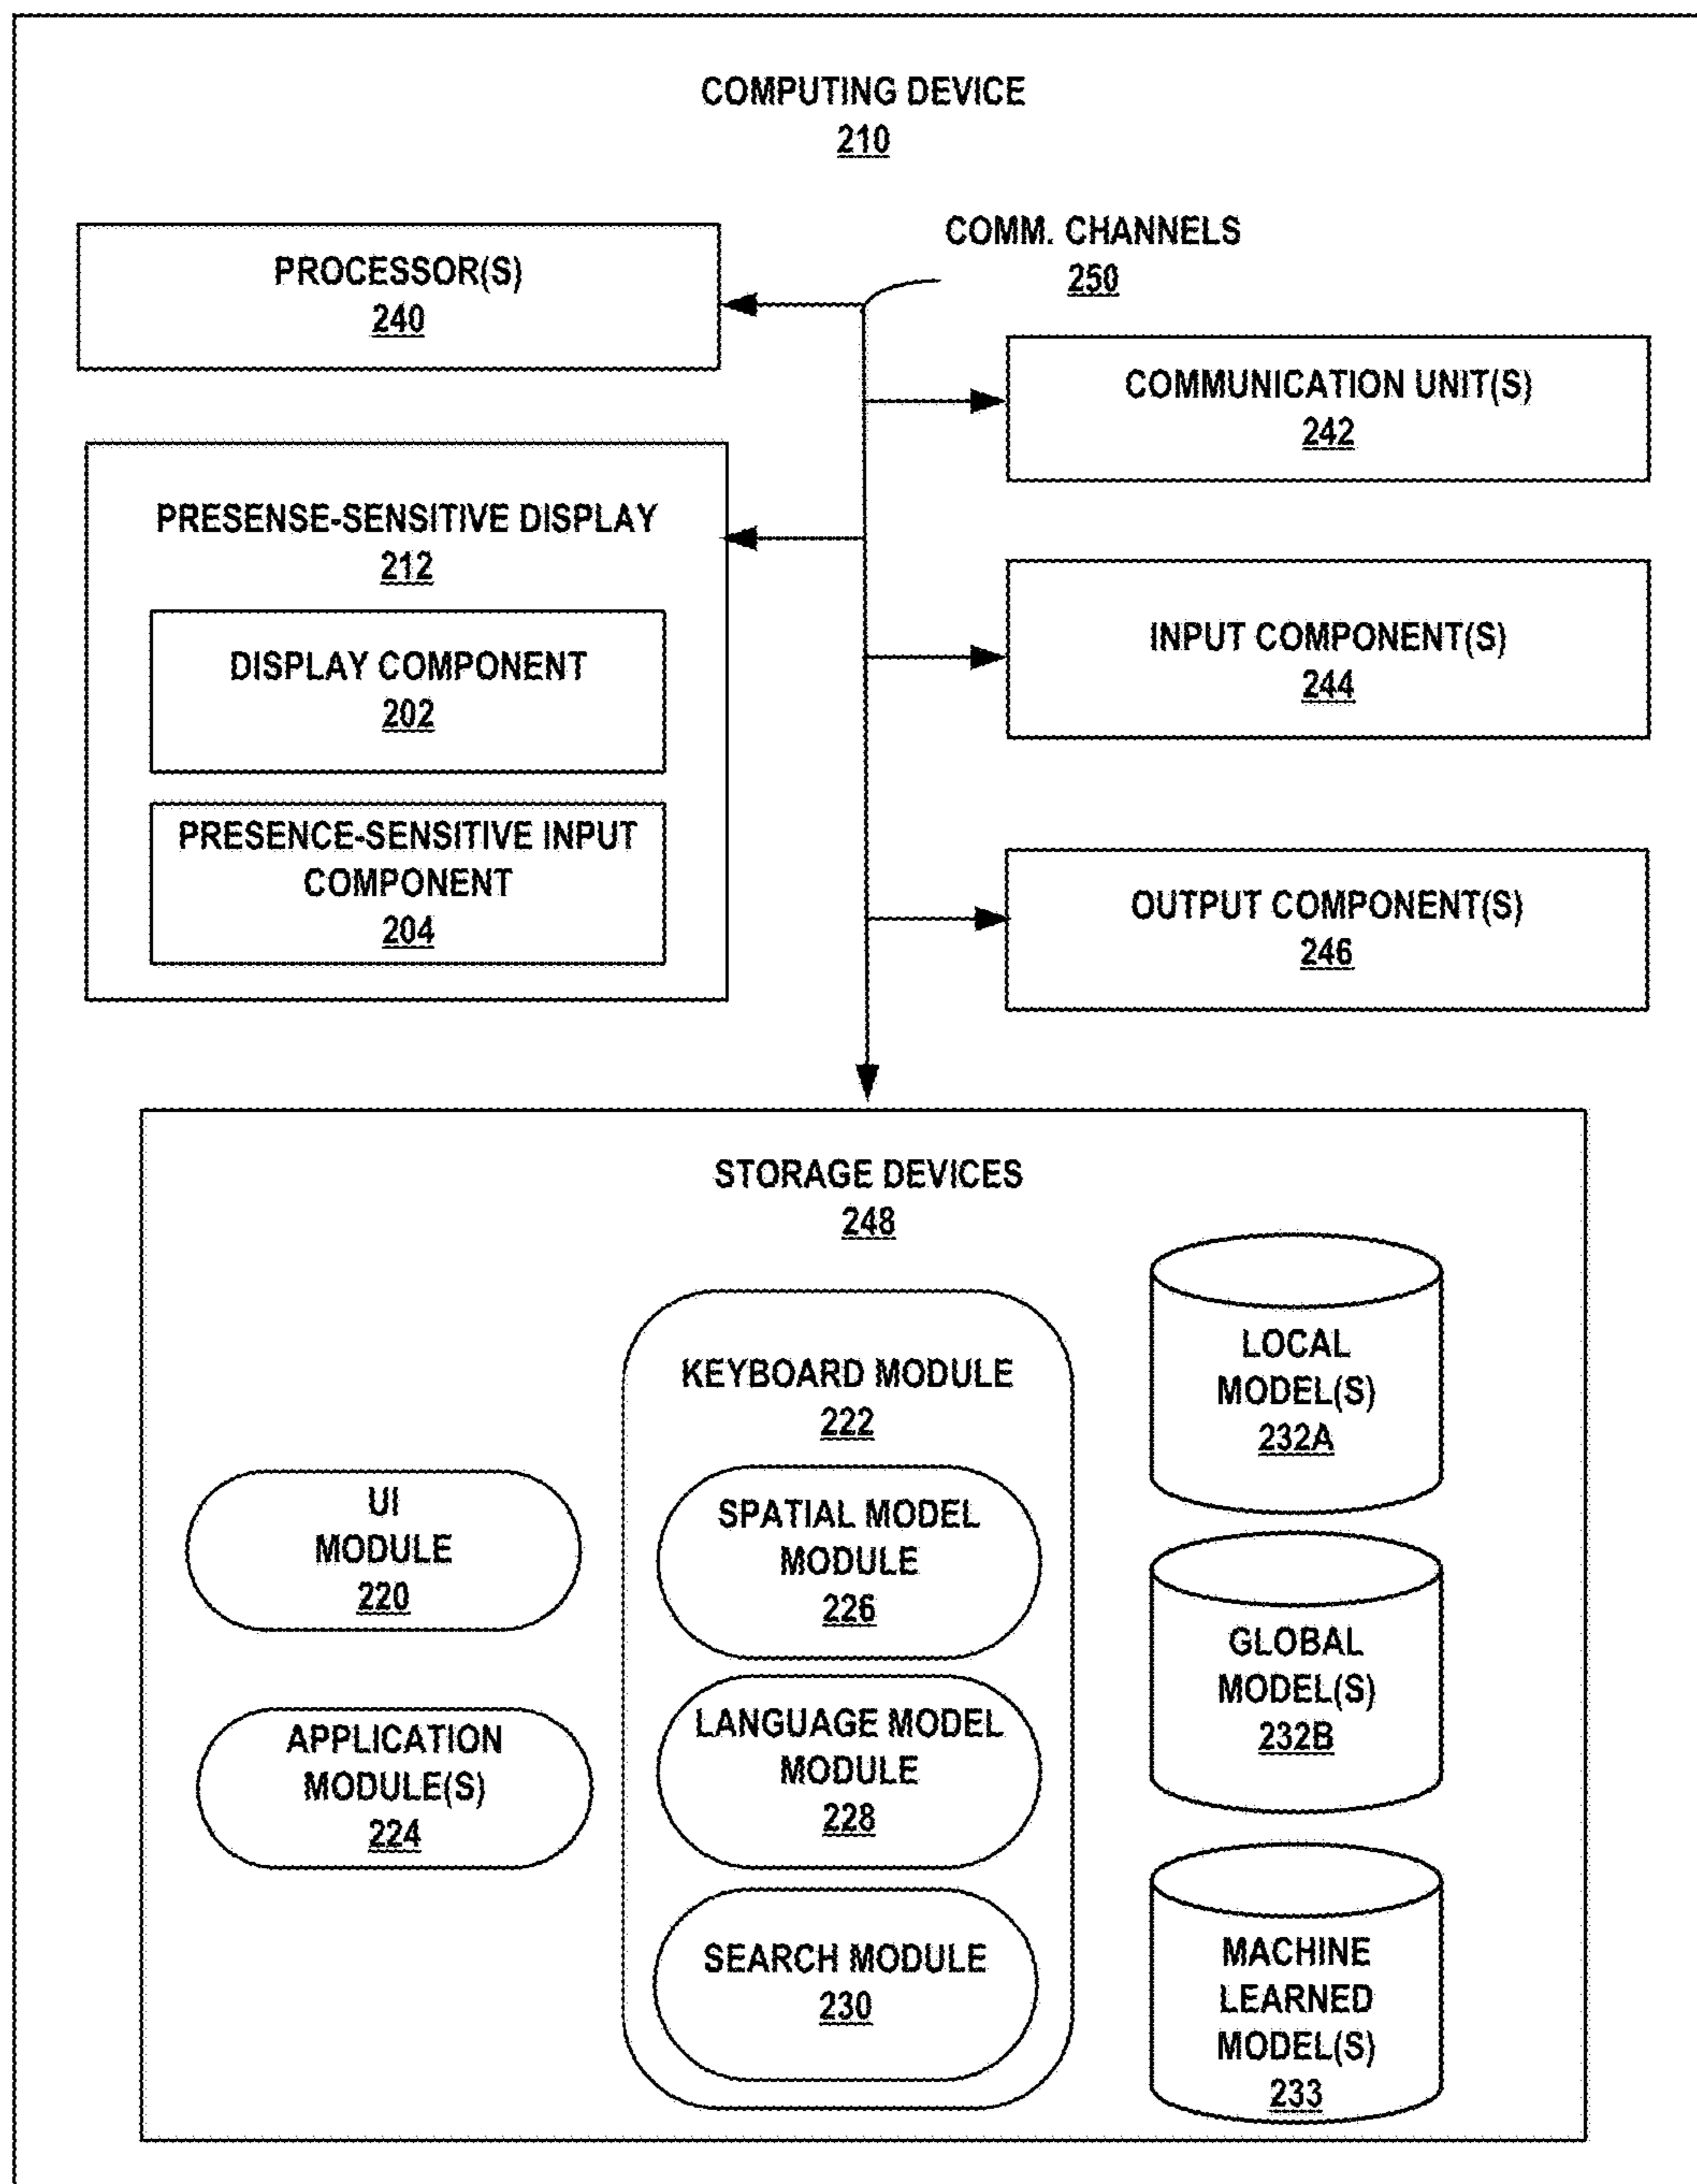 COMPUTING DEVICE
210
PROCESSOR(S)
240
COMM. CHANNELS
250
COMMUNICATION UNIT(S)
242
PRESENSE-SENSITIVE DISPLAY
212
DISPLAY COMPONENT
202
PRESENCE-SENSITIVE INPUT
COMPONENT
204
INPUT COMPONENT(S)
244
OUTPUT COMPONENT(S)
246
STORAGE DEVICES
248
UI
MODULE
220
APPLICATION
MODULE(S)
224
KEYBOARD MODULE
222
SPATIAL MODEL
MODULE
226
LANGUAGE MODEL
MODULE
228
SEARCH MODULE
230
LOCAL
MODEL(S)
232A
GLOBAL
MODEL(S)
232B
MACHINE
LEARNED
MODEL(S)
233